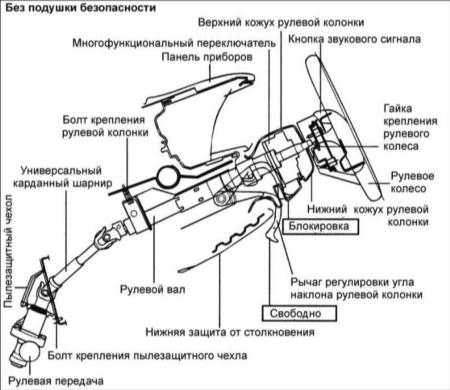 Без подушки безопасности
Верхний кожух рулевой колонки
Многофункциональный переключатель
Кнопка звукового сигнала
Панель приборов
Болт крепления
рулевой колонки
Гайка
крепления
рулевого
колеса
Универсальный
карданный шарнир
Рулевое
колесо
Пылезащитный чехол
Нижний кожух рулевой
колонки
Блокировка
Рулевой вал
Рычаг регулировки угла
наклона рулевой колонки
Свободно
Нижняя защита от столкновения
Болт крепления пылезащитного чехла
Рулевая передача